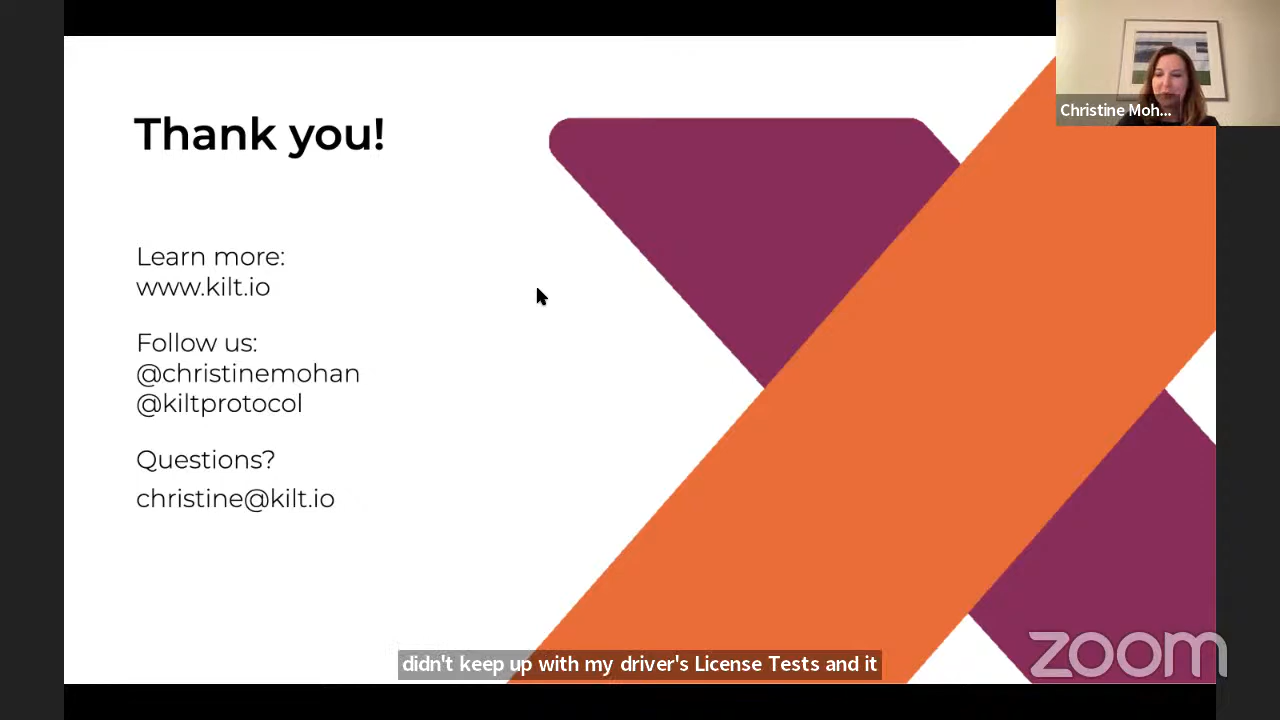 Thank you!
Christine Moh...
Learn more:
www.kilt.io
Follow us:
@christinemohan
@kiltprotocol
Questions?
christine@kilt.io
didn't keep up with my driver's License Tests and it
zoom